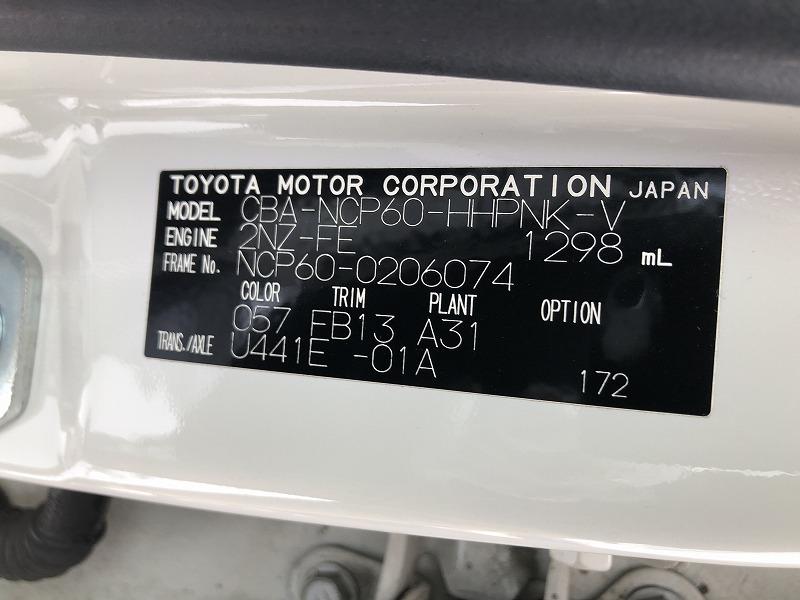 TOYOTA MOTOR CORPORATION JAPAN
MODEL CBA-NCP60-HHPNK-V
ENGINE 2NZ-FE 1298 mL
FRAME No. NCP60-0206074
COLOR TRIM PLANT OPTION
057 FB13 A31
TRANS./AXLE U441E -01A
172